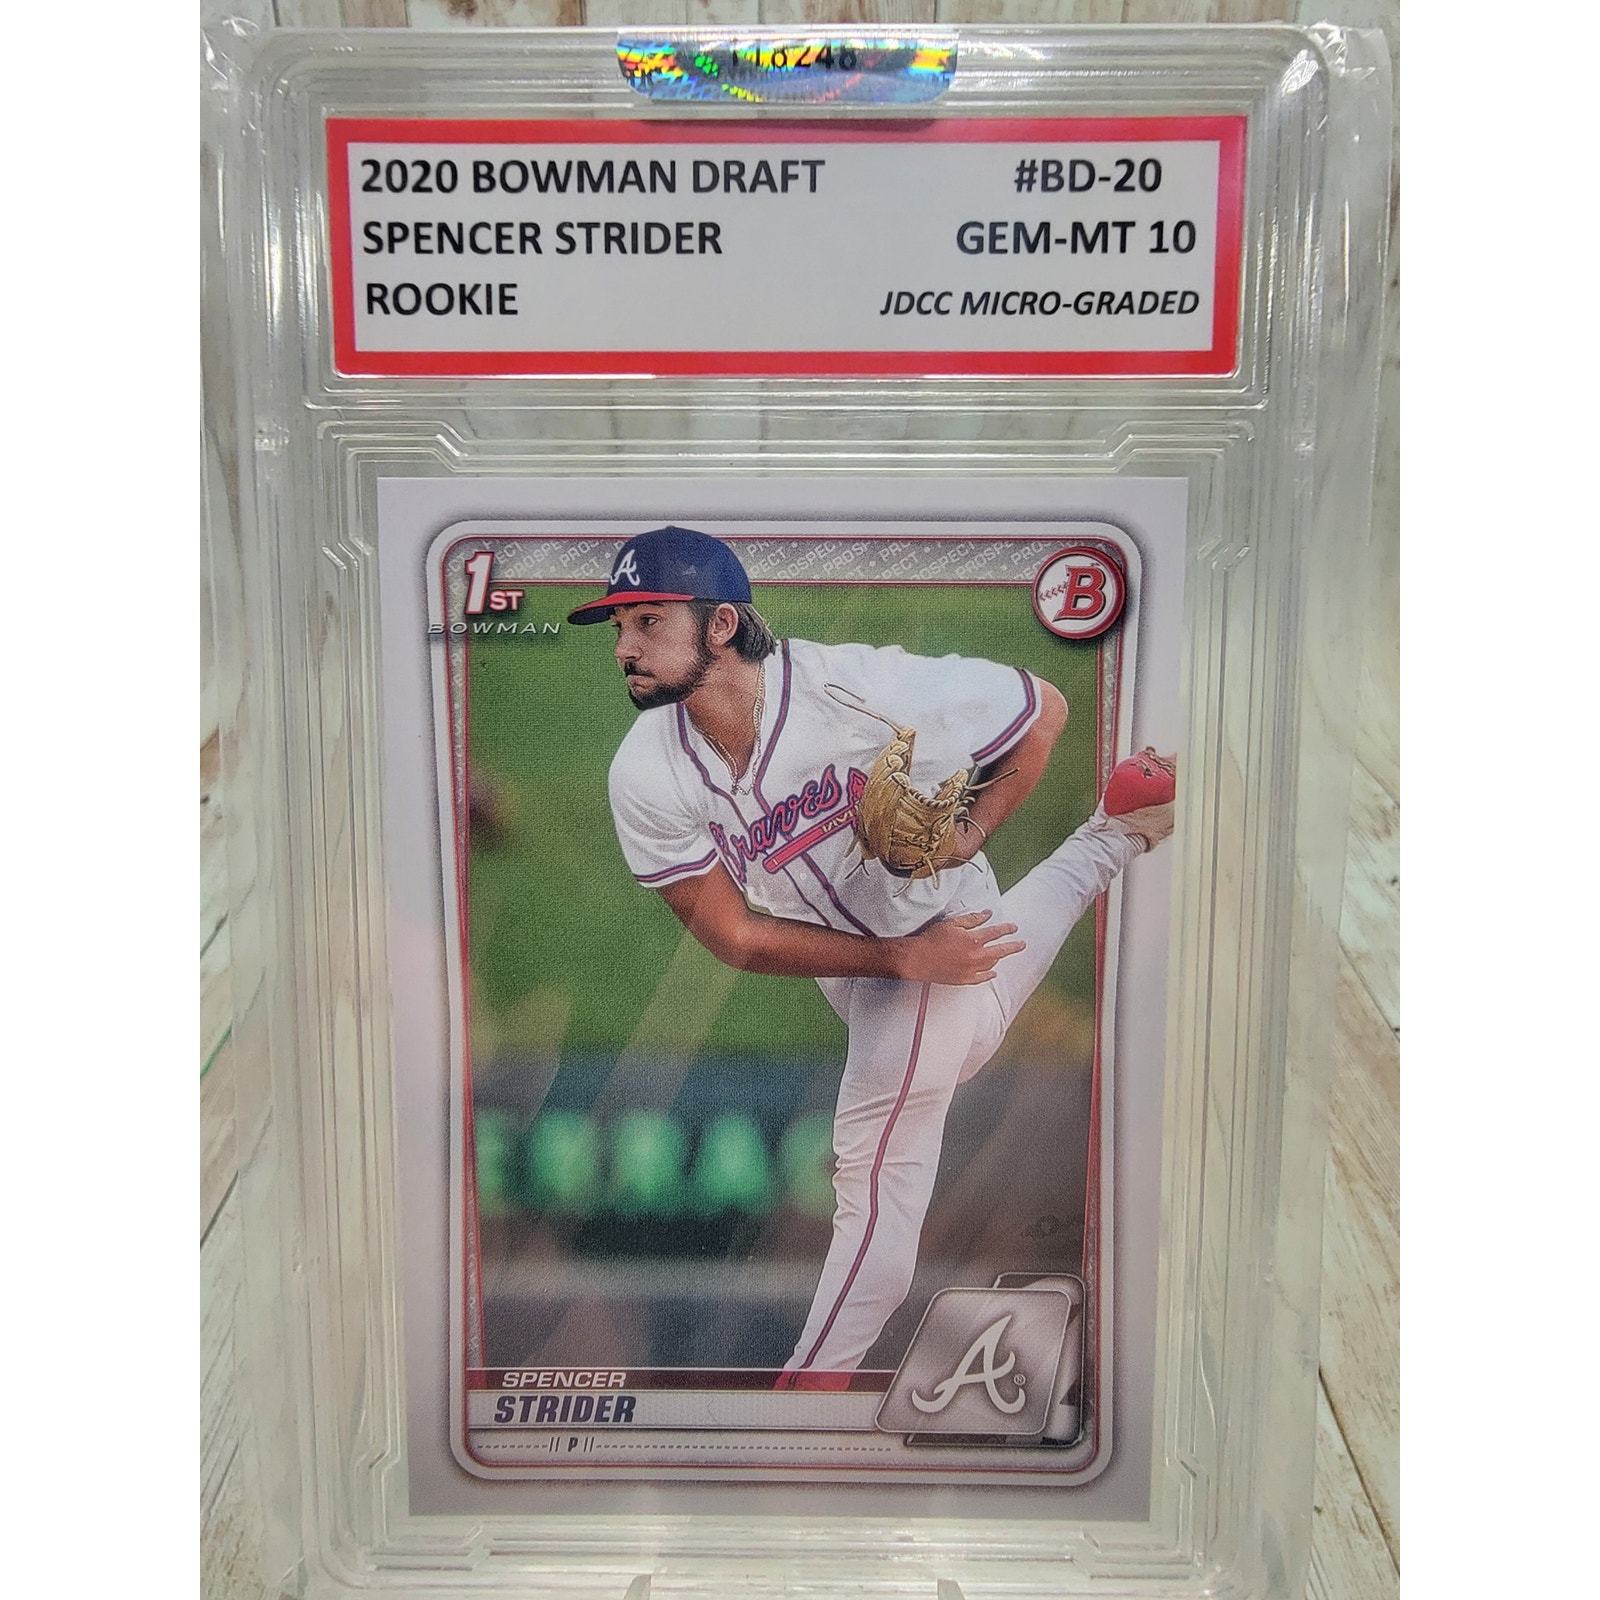 2020 BOWMAN DRAFT #BD-20
SPENCER STRIDER GEM-MT 10
ROOKIE JDCC MICRO-GRADED
1ST
BOWMAN
B
A
Braves
A®
SPENCER
STRIDER
P